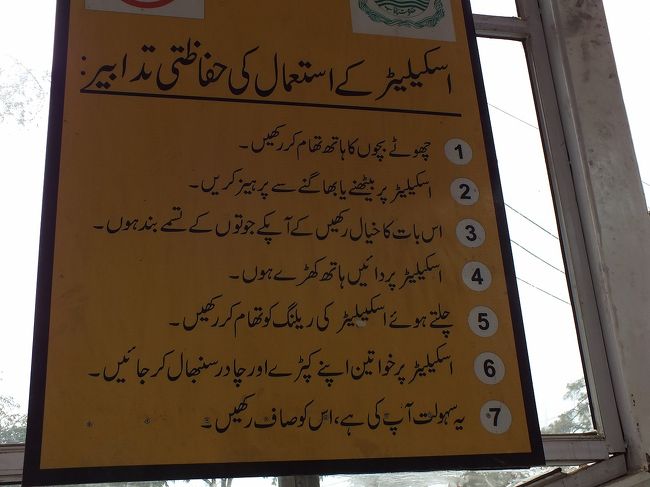 اسکیلیٹر کے استعمال کی حفاظتی تدابیر:
1 چھوٹے بچوں کا ہاتھ تھام کر رکھیں۔
2 اسکیلیٹر پر بیٹھنے یا بھاگنے سے پرہیز کریں۔
3 اس بات کا خیال رکھیں کے آپکے جوتوں کے تسمے بند ہوں۔
4 اسکیلیٹر پر دائیں ہاتھ کھڑے ہوں۔
5 چلتے ہوئے اسکیلیٹر کی ریلنگ کو تھام کر رکھیں۔
6 اسکیلیٹر پر خواتین اپنے کپڑے اور چادر سنبھال کر جائیں۔
7 یہ سہولت آپ کی ہے، اس کو صاف رکھیں۔